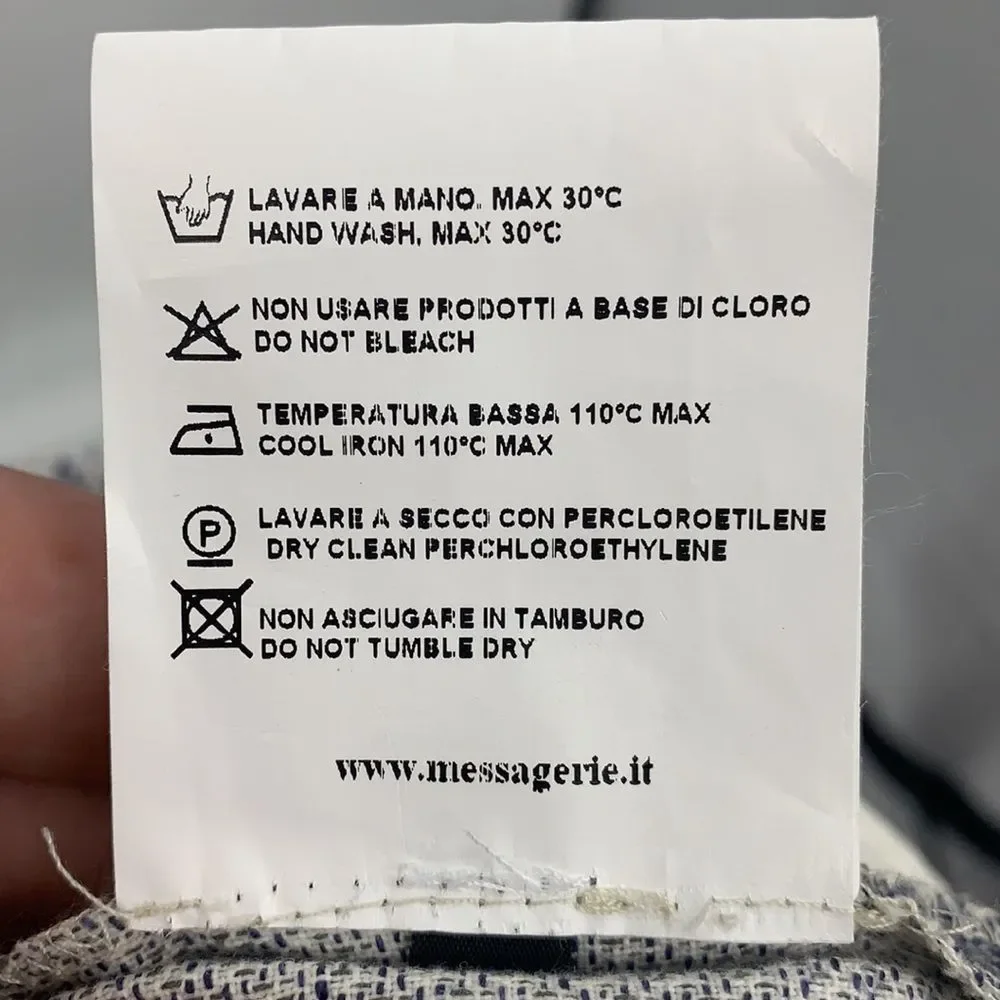 LAVARE A MANO. MAX 30°C
HAND WASH, MAX 30°C
NON USARE PRODOTTI A BASE DI CLORO
DO NOT BLEACH
TEMPERATURA BASSA 110°C MAX
COOL IRON 110°C MAX
P
LAVARE A SECCO CON PERCLOROETILENE
DRY CLEAN PERCHLOROETHYLENE
NON ASCIUGARE IN TAMBURO
DO NOT TUMBLE DRY
www.messagerie.it